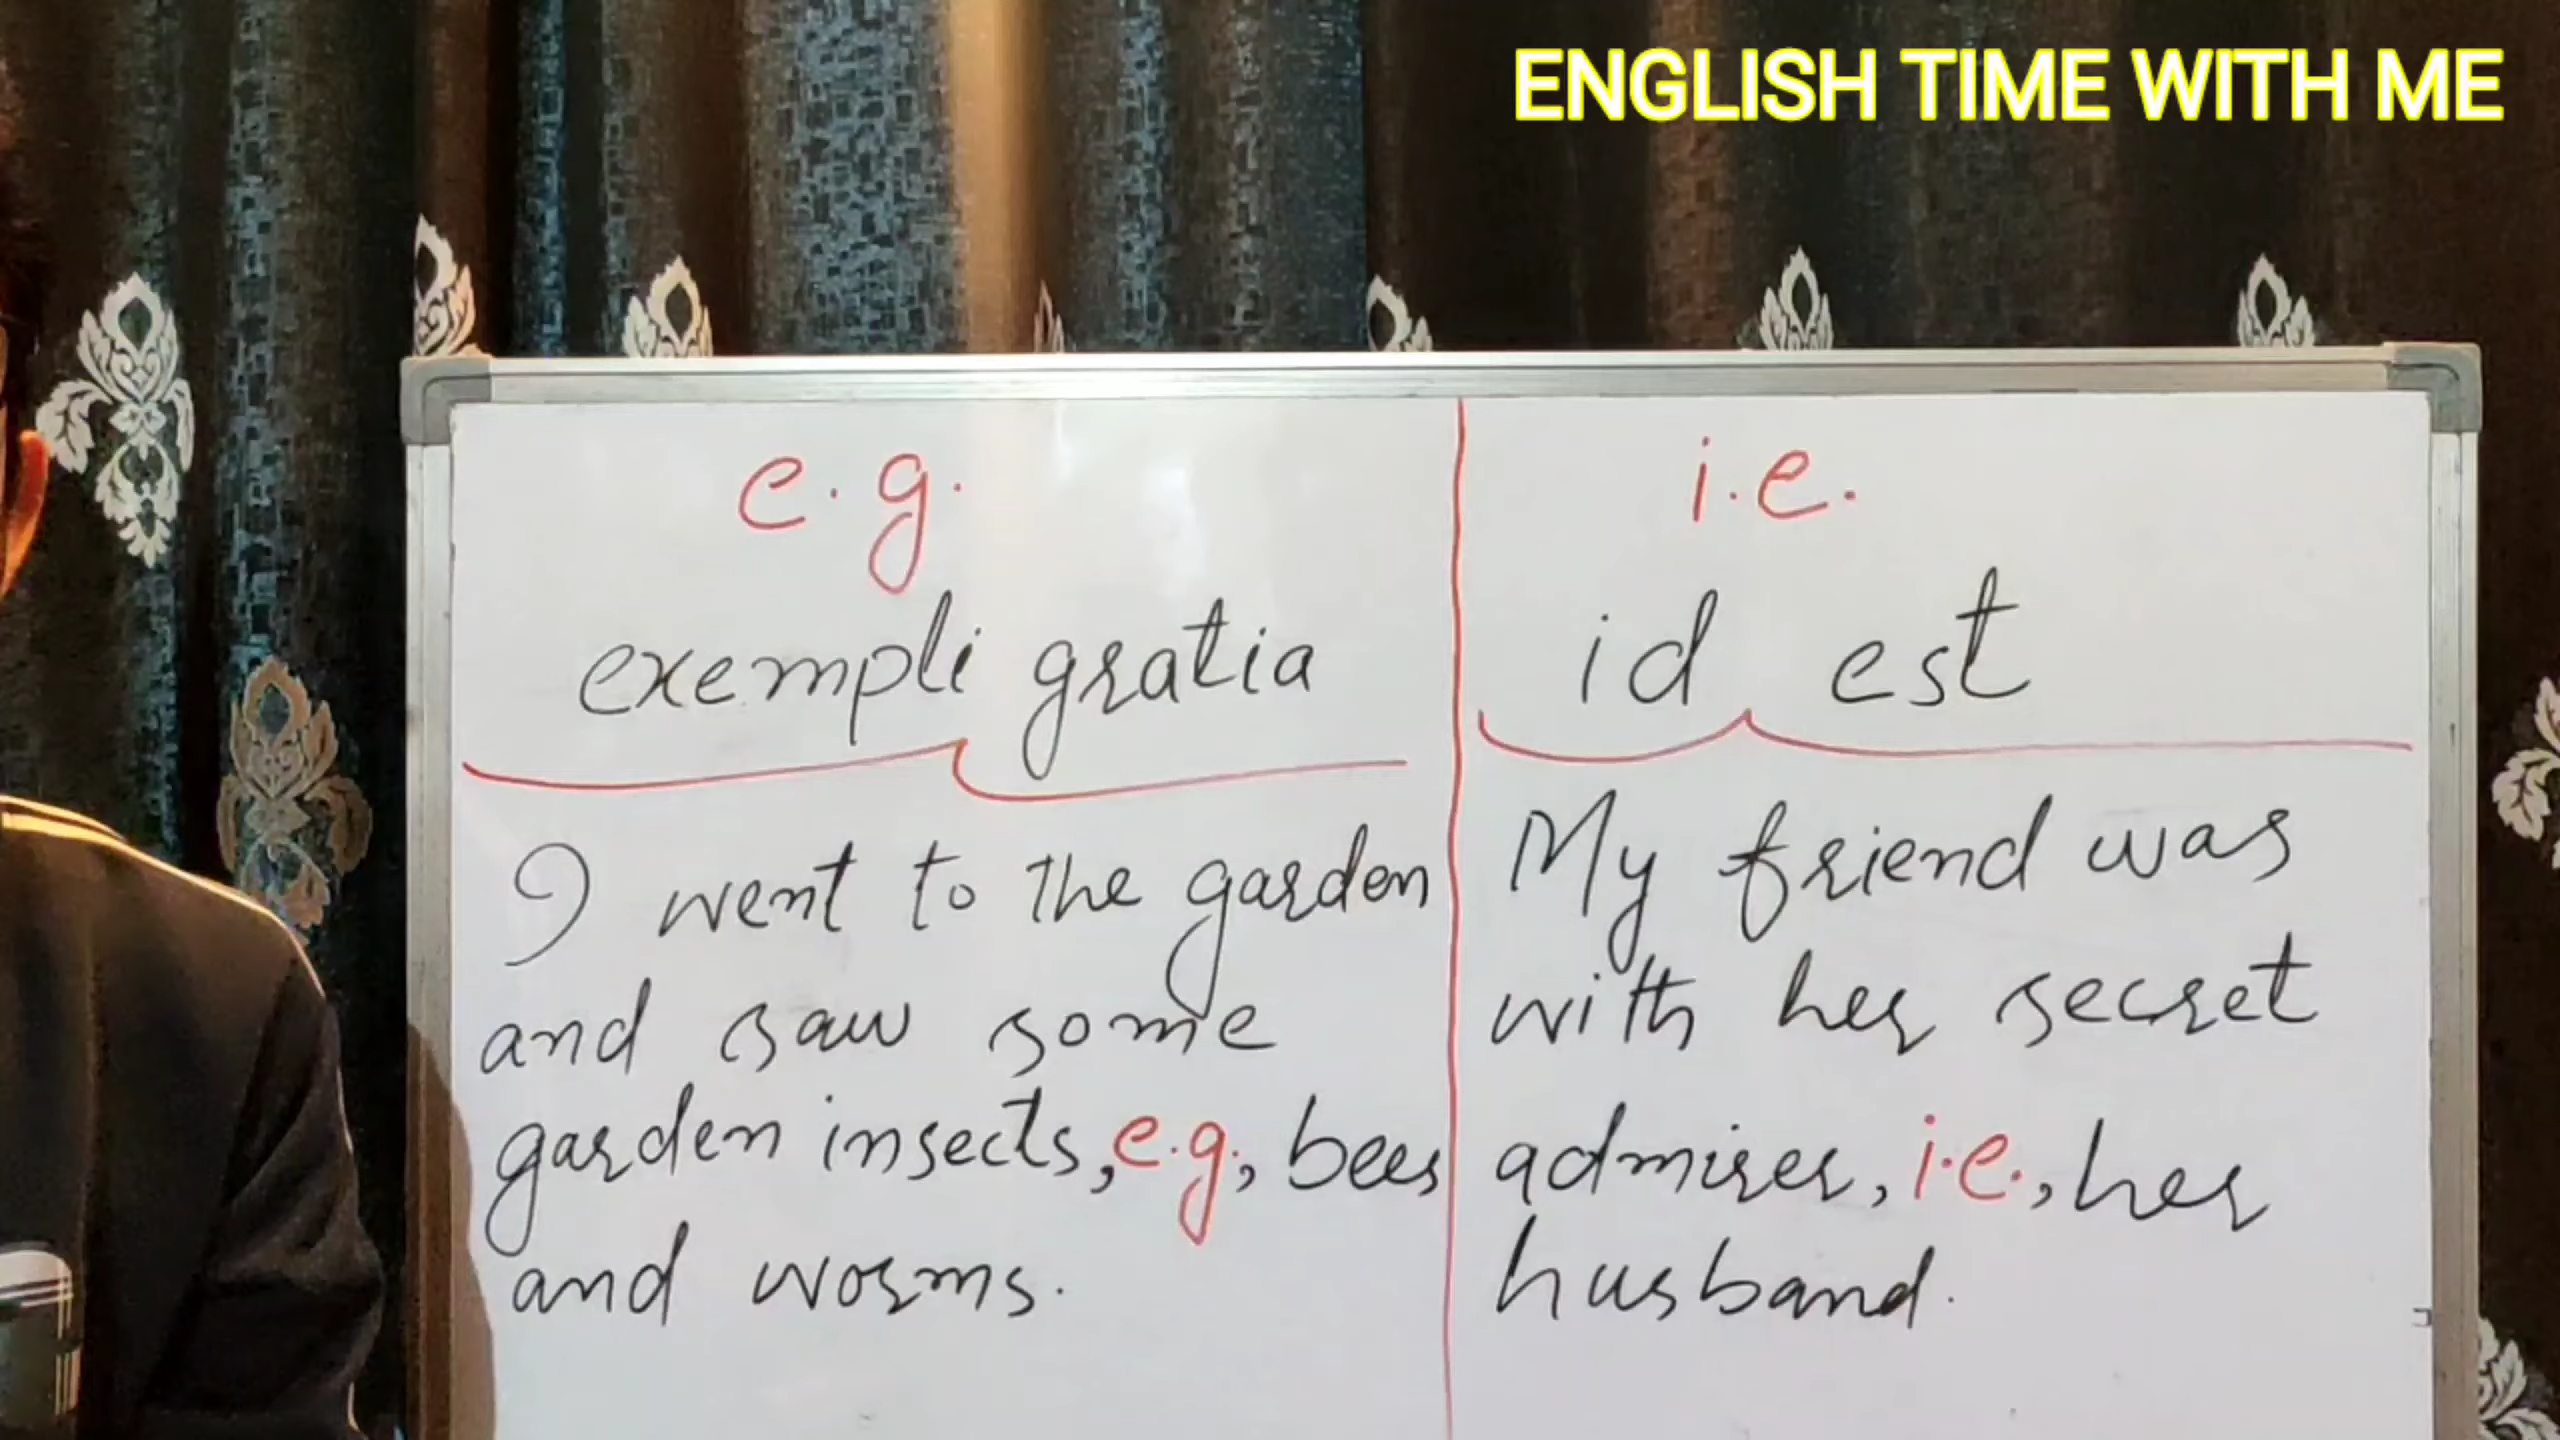 ENGLISH TIME WITH ME
e.g.
exempli gratia
I went to the garden
and saw some
garden insects, e.g., bees
and worms.
i.e.
id est
My friend was
with her secret
admirer, i.e., her
husband.